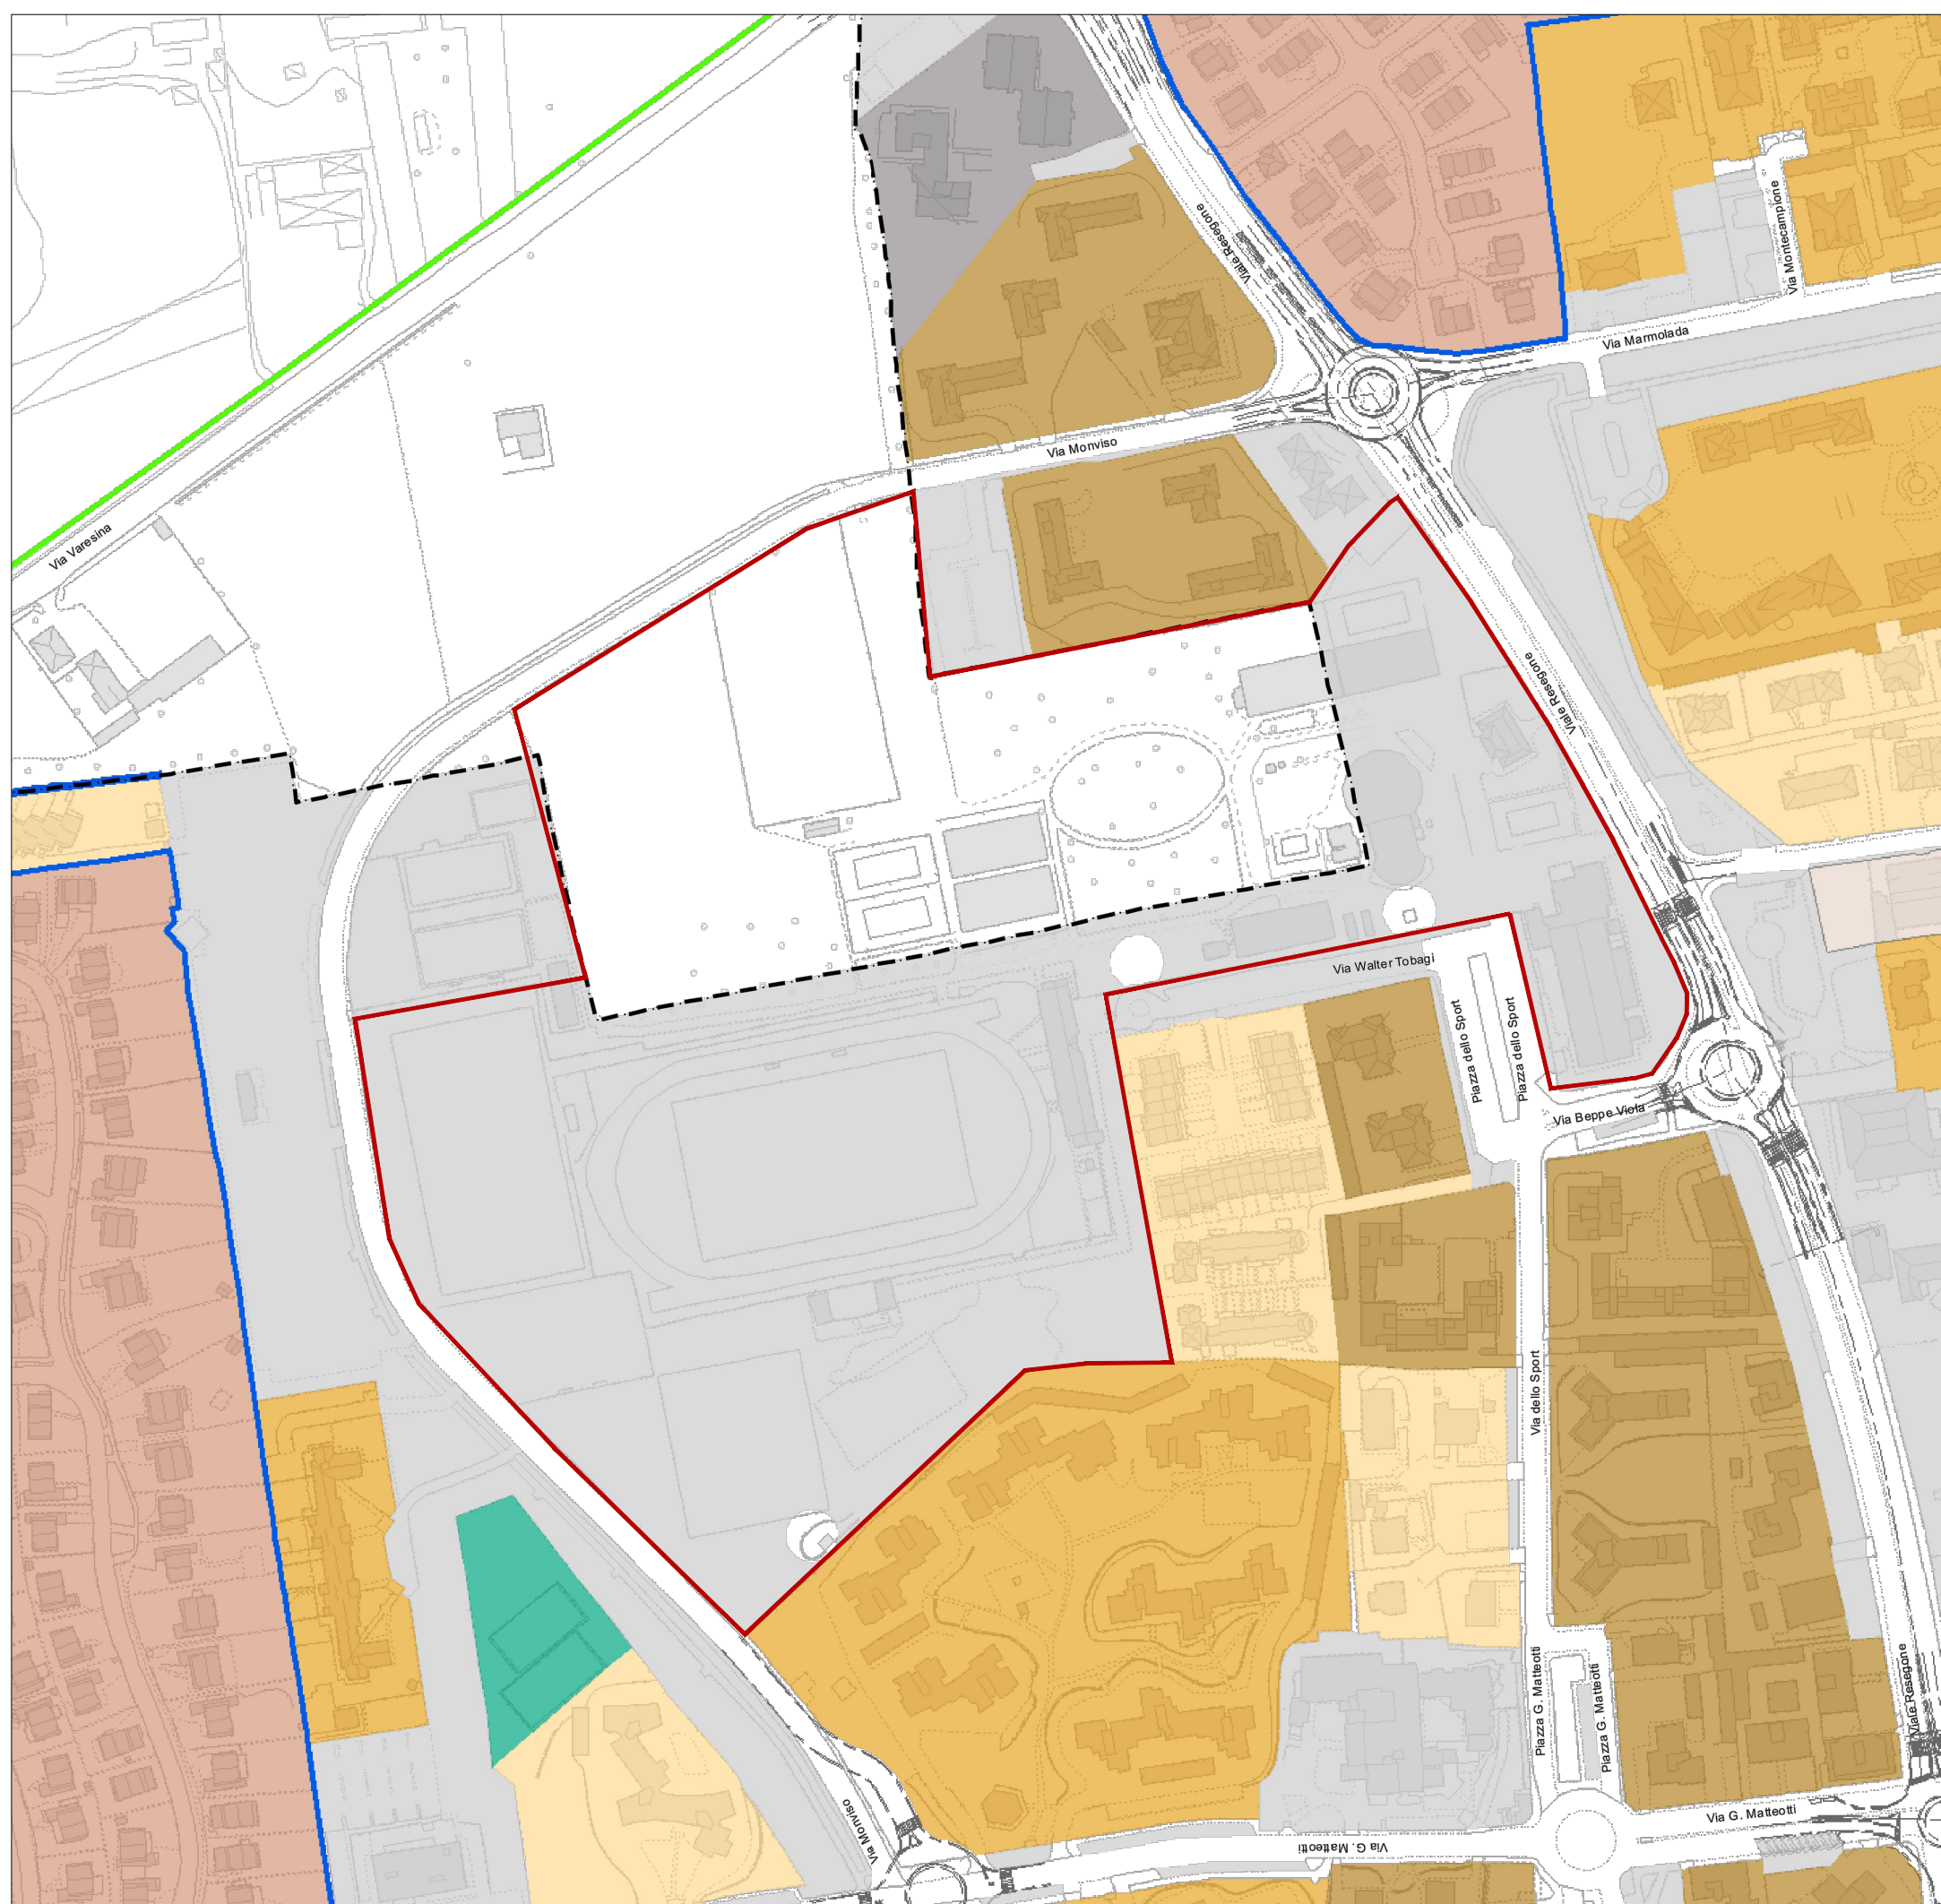 Viale Resegone
Via Montecampione
Via Marmolada
Via Monviso
Via Varesina
Viale Resegone
Via Walter Tobagi
Piazza dello Sport
Piazza dello Sport
Via Beppe Viola
Via dello Sport
Piazza G. Matteotti
Piazza G. Matteotti
Viale Resegone
Via Monviso
Via G. Matteotti
Via G. Matteotti